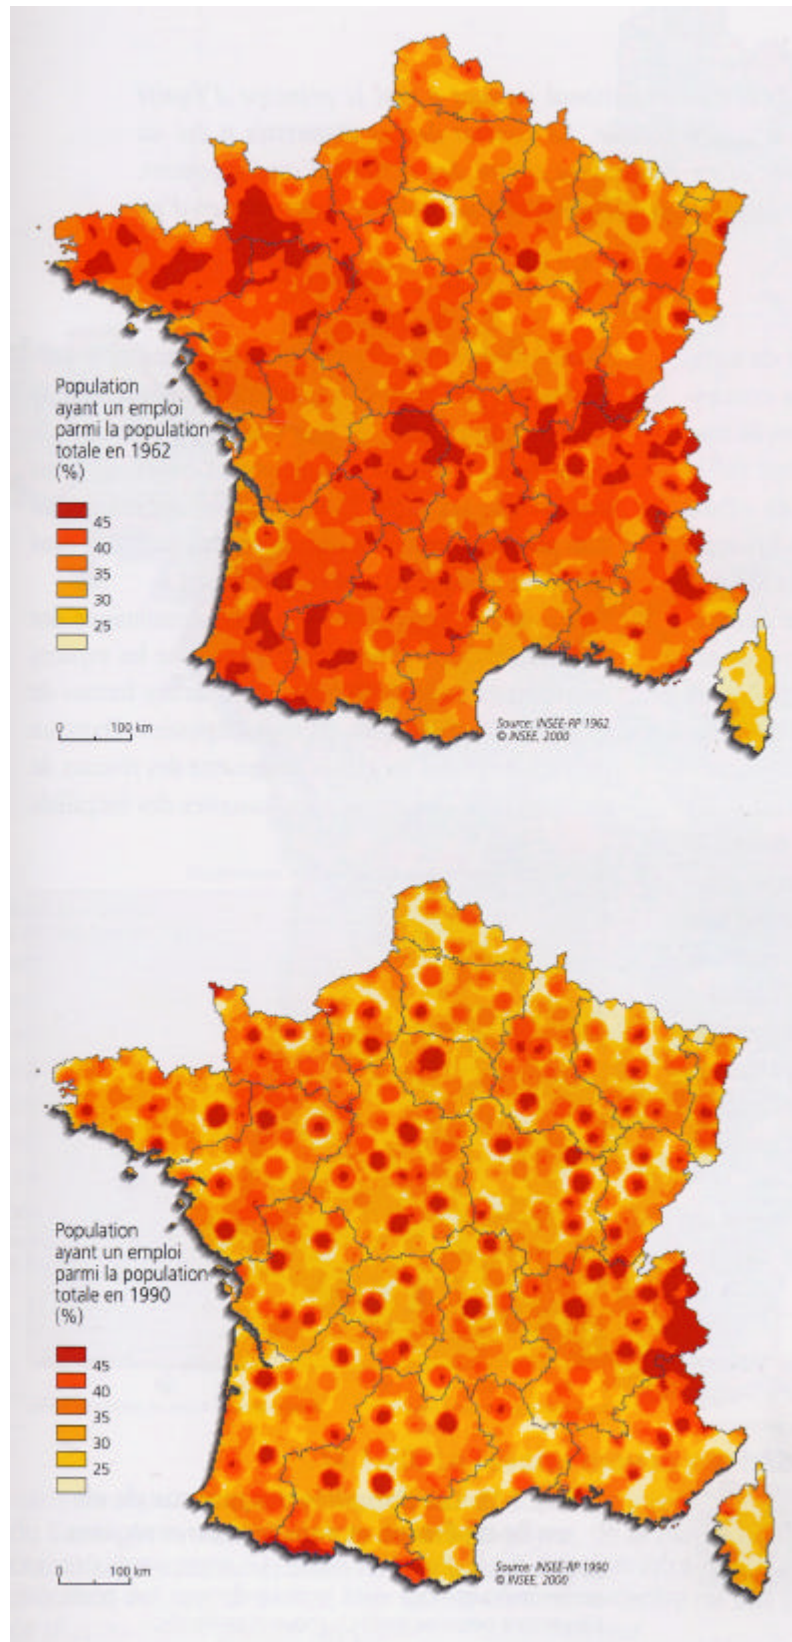 Population
ayant un emploi
parmi la population
totale en 1962
(%)
45
40
35
30
25
0 100 km
Source: INSEE-RP 1962
© INSEE, 2000
Population
ayant un emploi
parmi la population
totale en 1990
(%)
45
40
35
30
25
0 100 km
Source: INSEE-RP 1990
© INSEE, 2000